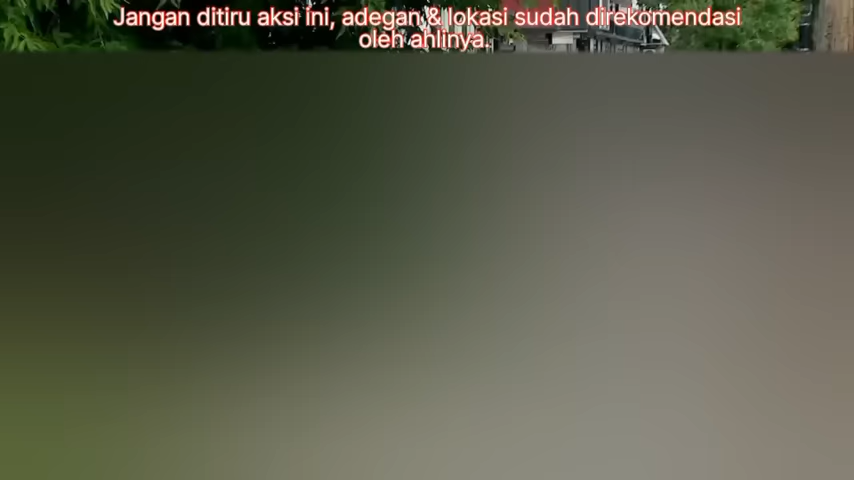 Jangan ditiru aksi ini, adegan & lokasi sudah direkomendasi
oleh ahlinya.